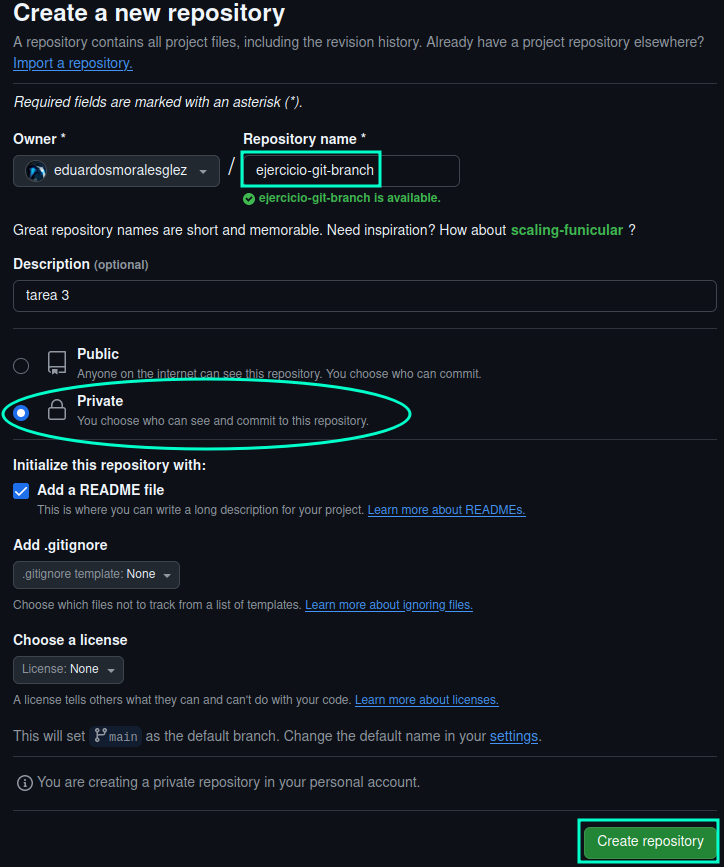 Create a new repository
A repository contains all project files, including the revision history. Already have a project repository elsewhere?
Import a repository.
Required fields are marked with an asterisk (*).
Owner * Repository name *
eduardosmoralesglez / ejercicio-git-branch
ejercicio-git-branch is available.
Great repository names are short and memorable. Need inspiration? How about scaling-funicular ?
Description (optional)
tarea 3
Public
Anyone on the internet can see this repository. You choose who can commit.
Private
You choose who can see and commit to this repository.
Initialize this repository with:
Add a README file
This is where you can write a long description for your project. Learn more about READMEs.
Add .gitignore
.gitignore template: None
Choose which files not to track from a list of templates. Learn more about ignoring files.
Choose a license
License: None
A license tells others what they can and can't do with your code. Learn more about licenses.
This will set main as the default branch. Change the default name in your settings.
You are creating a private repository in your personal account.
Create repository